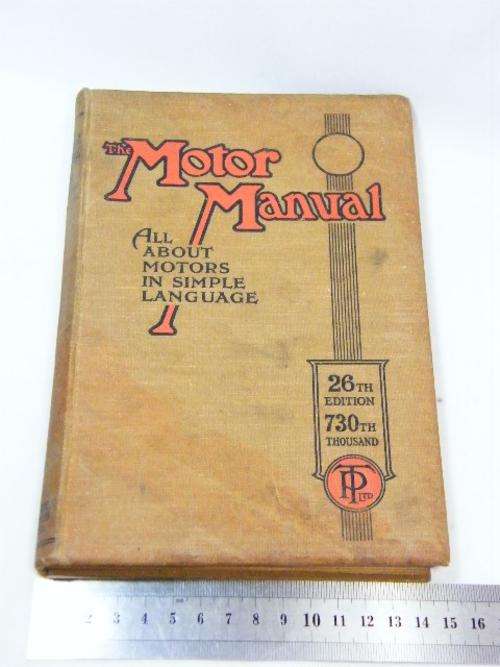 The Motor
Manual
ALL
ABOUT
MOTORS
IN SIMPLE
LANGUAGE
26TH
EDITION
730TH
THOUSAND
TP
LTD
2 3 4 5 6 7 8 9 10 11 12 13 14 15 16